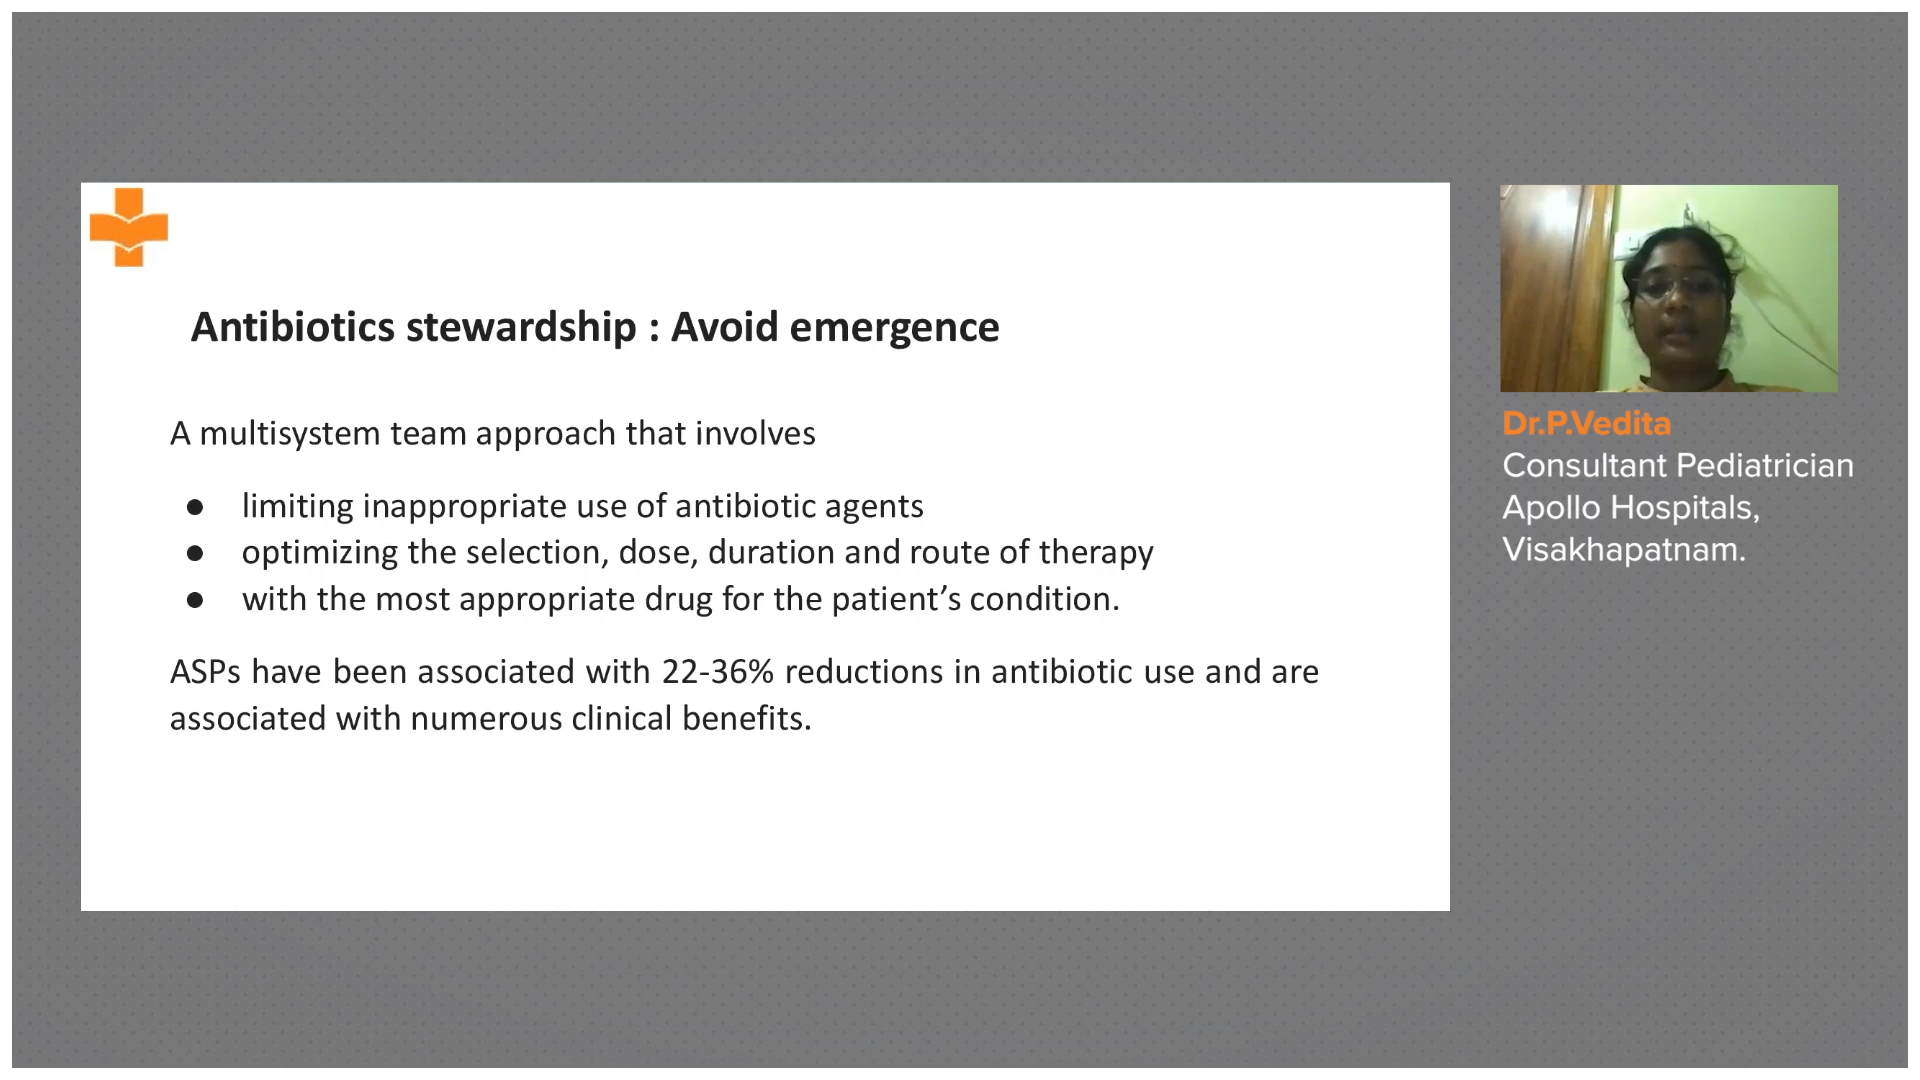 Antibiotics stewardship : Avoid emergence
A multisystem team approach that involves
● limiting inappropriate use of antibiotic agents
● optimizing the selection, dose, duration and route of therapy
● with the most appropriate drug for the patient’s condition.
ASPs have been associated with 22-36% reductions in antibiotic use and are
associated with numerous clinical benefits.
Dr.P.Vedita
Consultant Pediatrician
Apollo Hospitals,
Visakhapatnam.